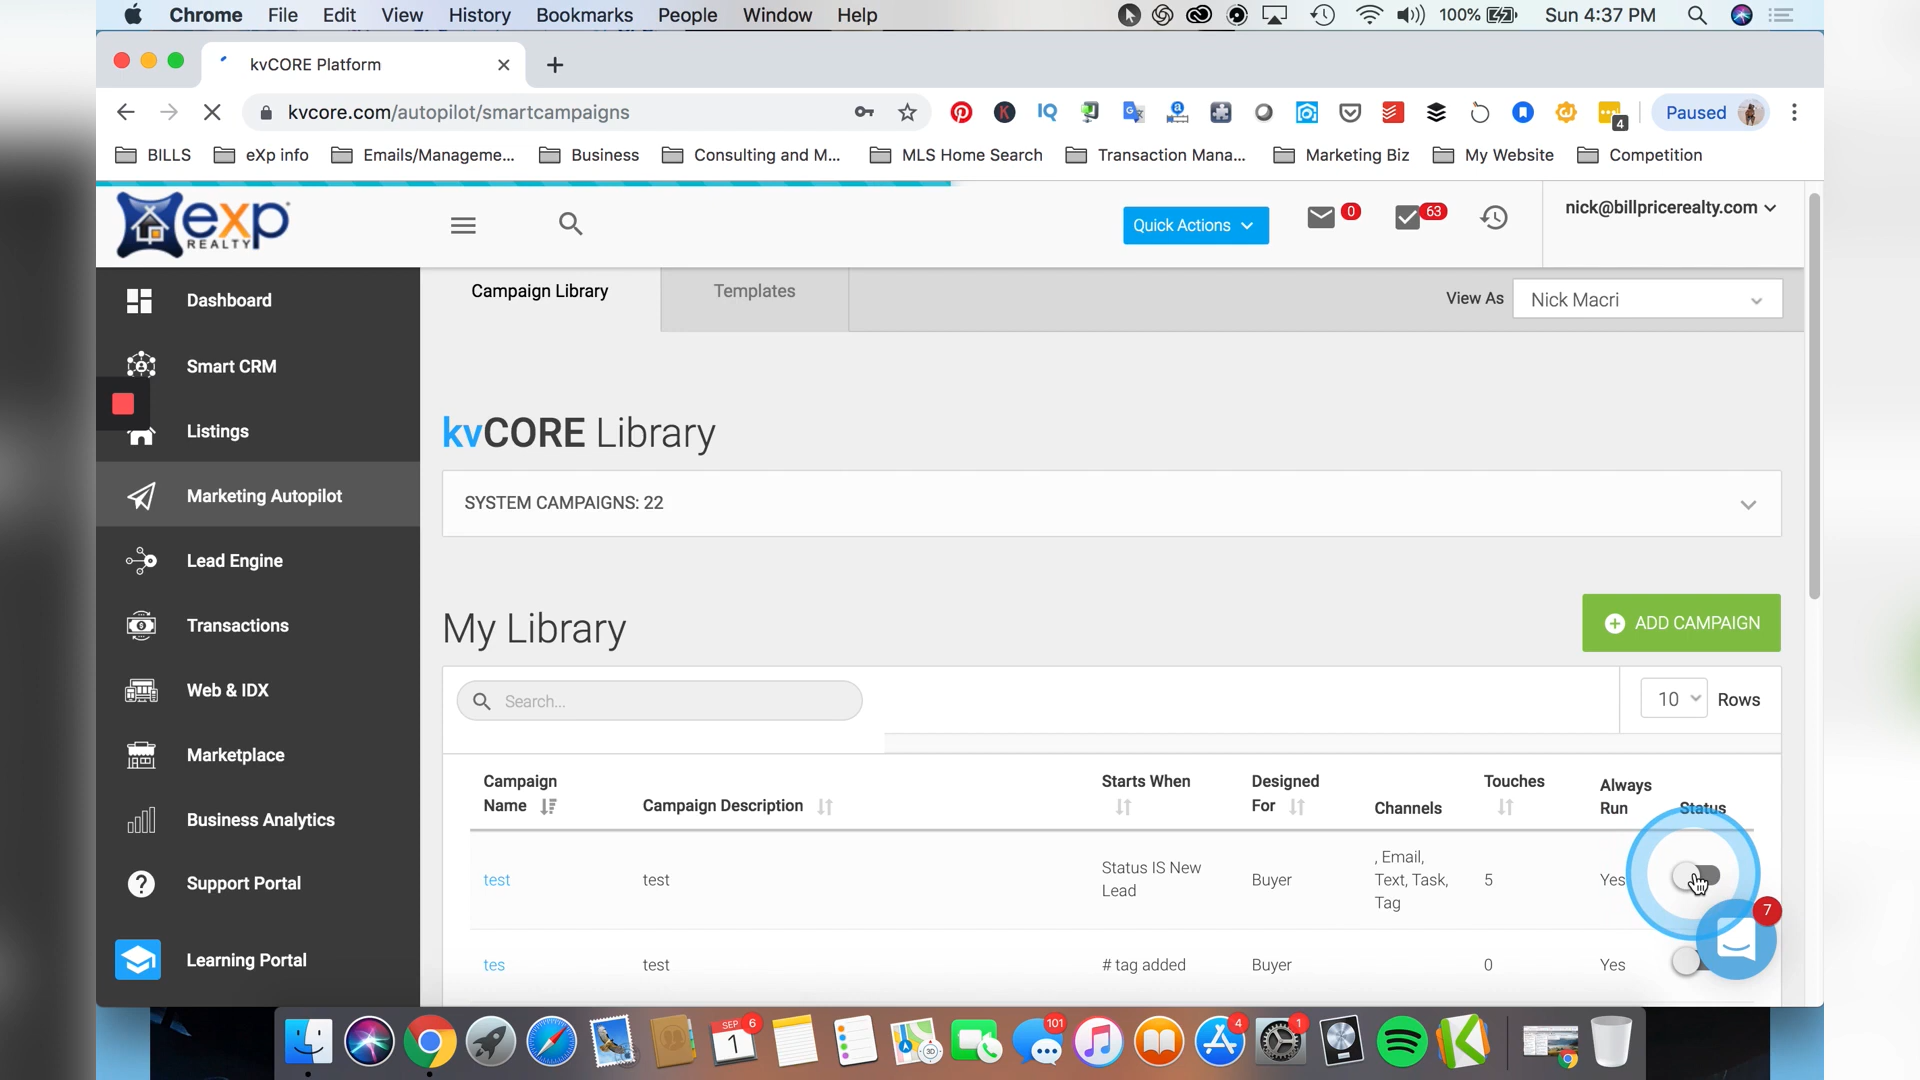 Chrome File Edit View History Bookmarks People Window Help 100% Sun 4:37 PM
kvCORE Platform
kvcore.com/autopilot/smartcampaigns
4
Paused
BILLS eXp info Emails/Manageme... Business Consulting and M... MLS Home Search Transaction Mana... Marketing Biz My Website Competition
exp
REALTY
Quick Actions
0
63
nick@billpricerealty.com
Dashboard
Smart CRM
Listings
Marketing Autopilot
Lead Engine
Transactions
Web & IDX
Marketplace
Business Analytics
Support Portal
Learning Portal
Campaign Library
Templates
View As
Nick Macri
kvCORE Library
SYSTEM CAMPAIGNS: 22
My Library
ADD CAMPAIGN
Search...
10
Rows
Campaign
Name
Campaign Description
Starts When
Designed
For
Channels
Touches
Always
Run
Status
test
test
Status IS New
Lead
Buyer
, Email,
Text, Task,
Tag
5
Yes
7
tes
test
# tag added
Buyer
0
Yes
SEP
1
6
3D
101
4
1